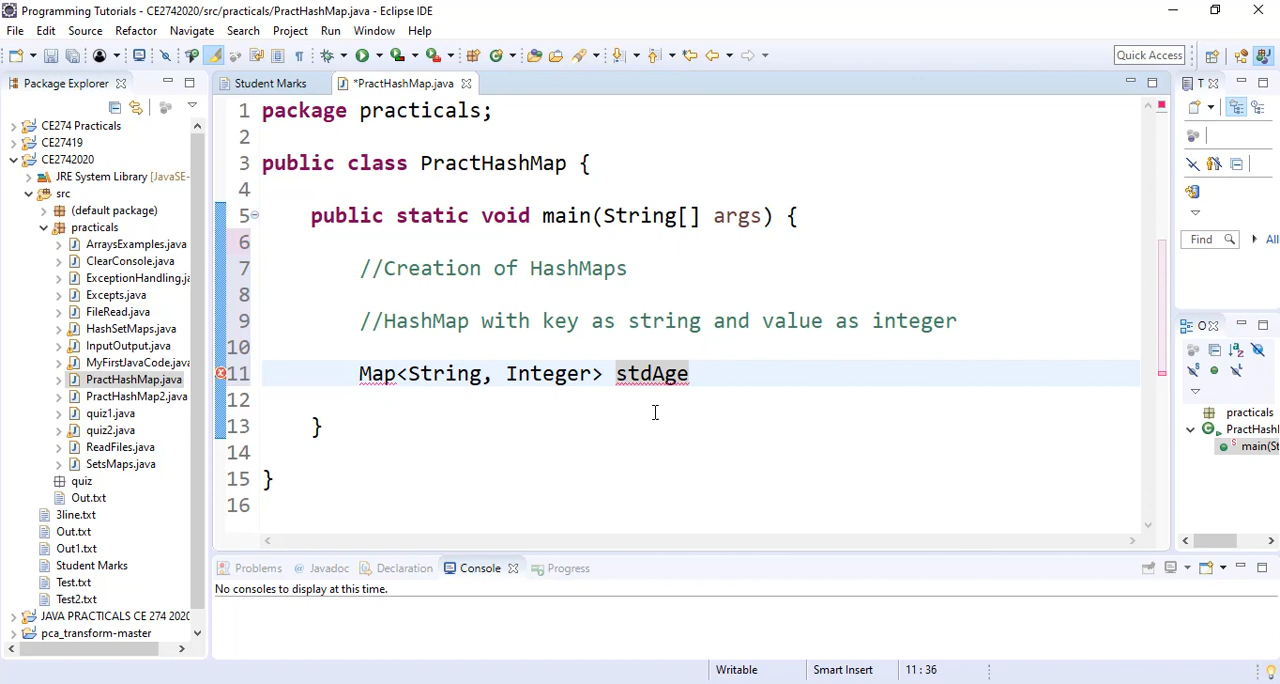 Programming Tutorials - CE2742020/src/practicals/PractHashMap.java - Eclipse IDE
File Edit Source Refactor Navigate Search Project Run Window Help
Quick Access
Package Explorer
CE274 Practicals
CE27419
CE2742020
JRE System Library [JavaSE-
src
(default package)
practicals
ArraysExamples.java
ClearConsole.java
ExceptionHandling.ja
Excepts.java
FileRead.java
HashSetMaps.java
InputOutput.java
MyFirstJavaCode.java
PractHashMap.java
PractHashMap2.java
quiz1.java
quiz2.java
ReadFiles.java
SetsMaps.java
quiz
Out.txt
3line.txt
Out.txt
Out1.txt
Student Marks
Test.txt
Test2.txt
JAVA PRACTICALS CE 274 2020
pca_transform-master
Student Marks *PractHashMap.java
1 package practicals;
2
3 public class PractHashMap {
4
5 public static void main(String[] args) {
6
7 //Creation of HashMaps
8
9 //HashMap with key as string and value as integer
10
11 Map<String, Integer> stdAge
12
13 }
14
15 }
16
T
Find All
O
practicals
PractHashI
main(St
Problems @ Javadoc Declaration Console Progress
No consoles to display at this time.
Writable Smart Insert 11 : 36